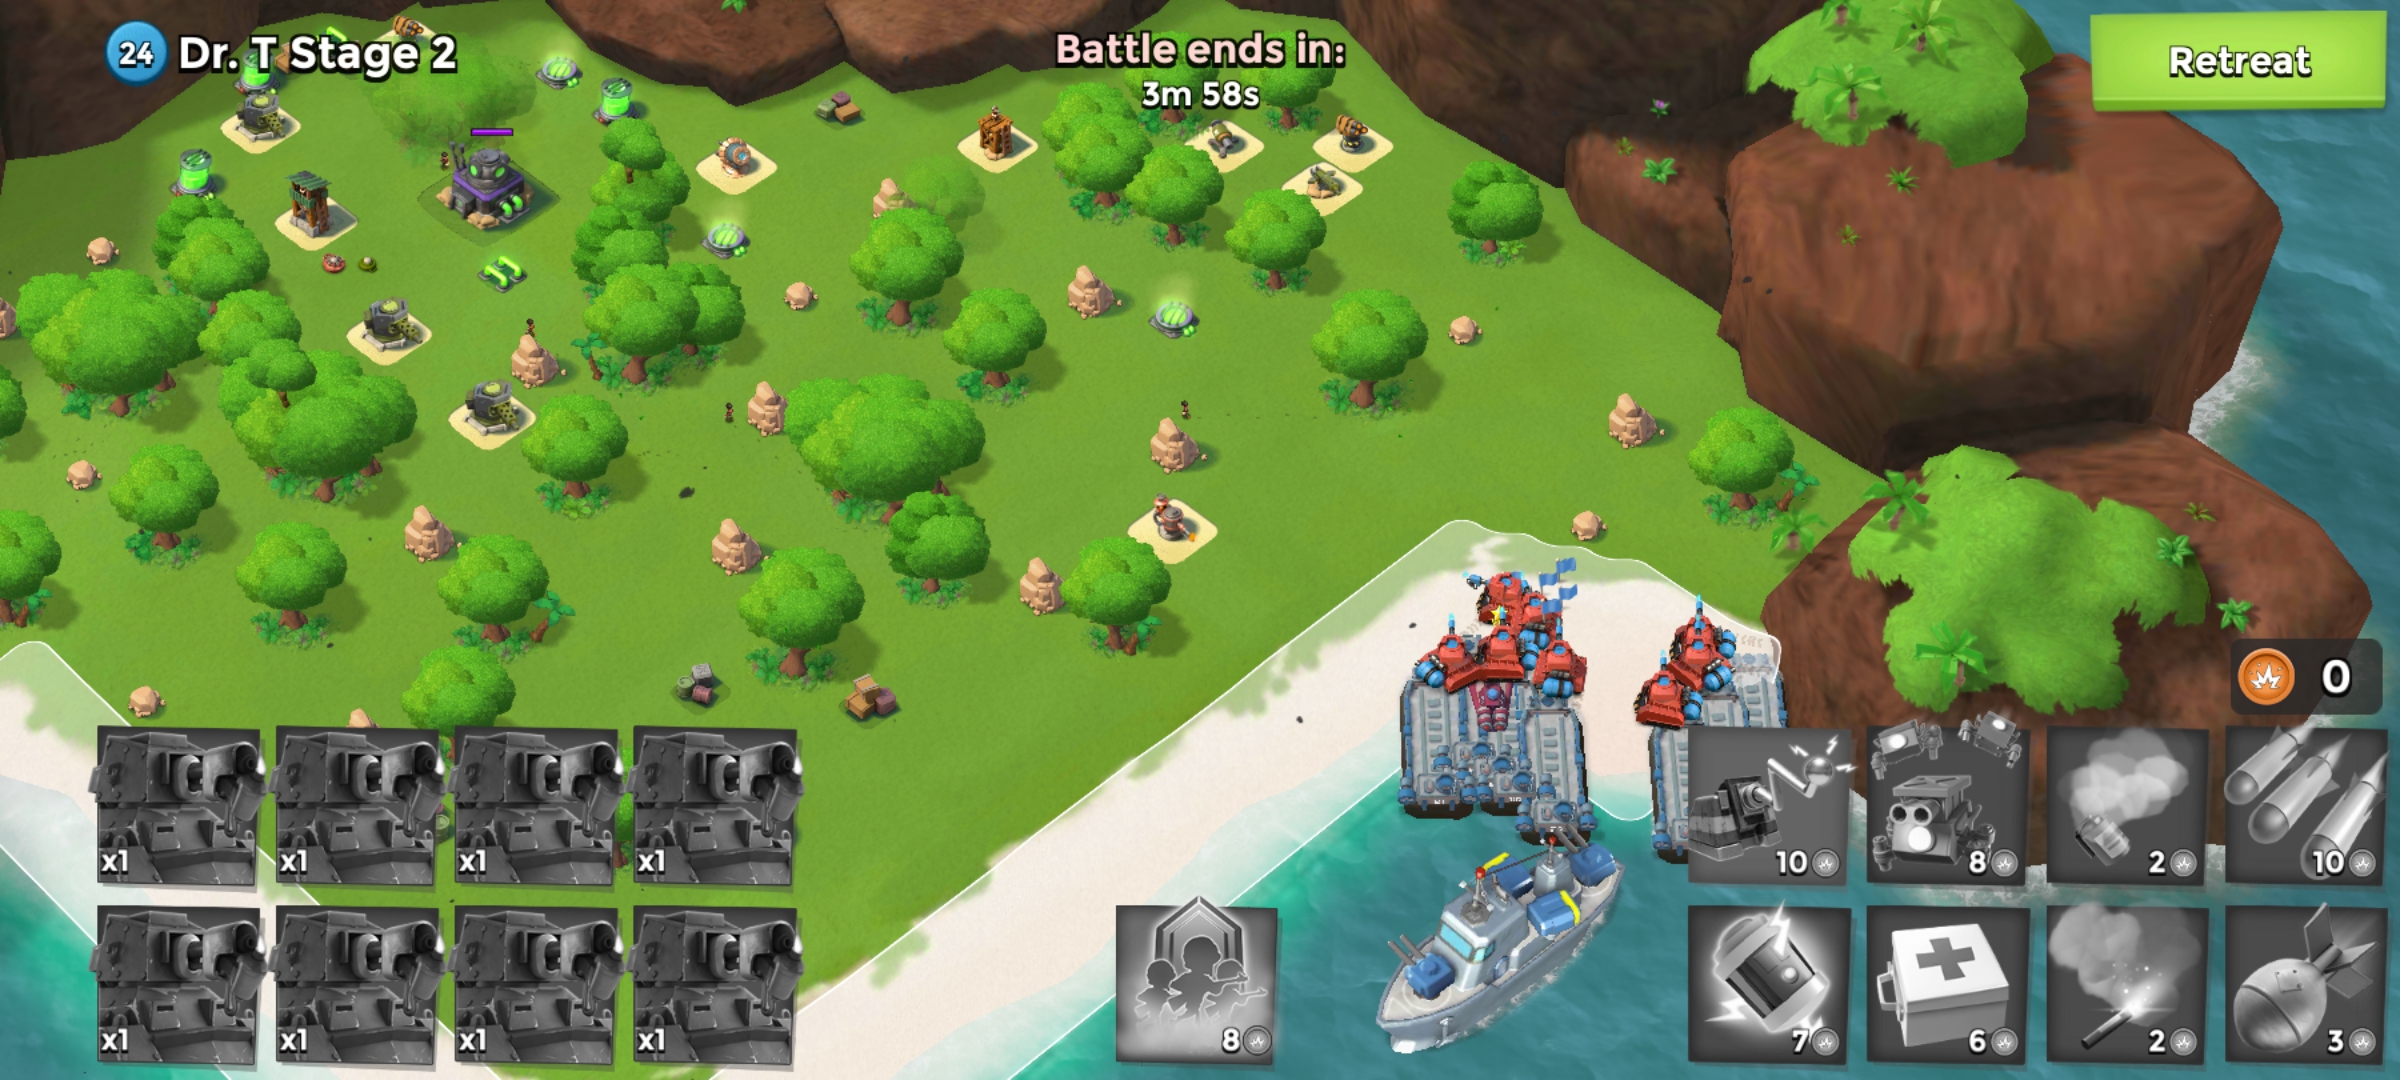 24 Dr. T Stage 2
Battle ends in:
3m 58s
Retreat
0
x1 x1 x1 x1
10 8 2 10
x1 x1 x1 x1
8 7 6 2 3